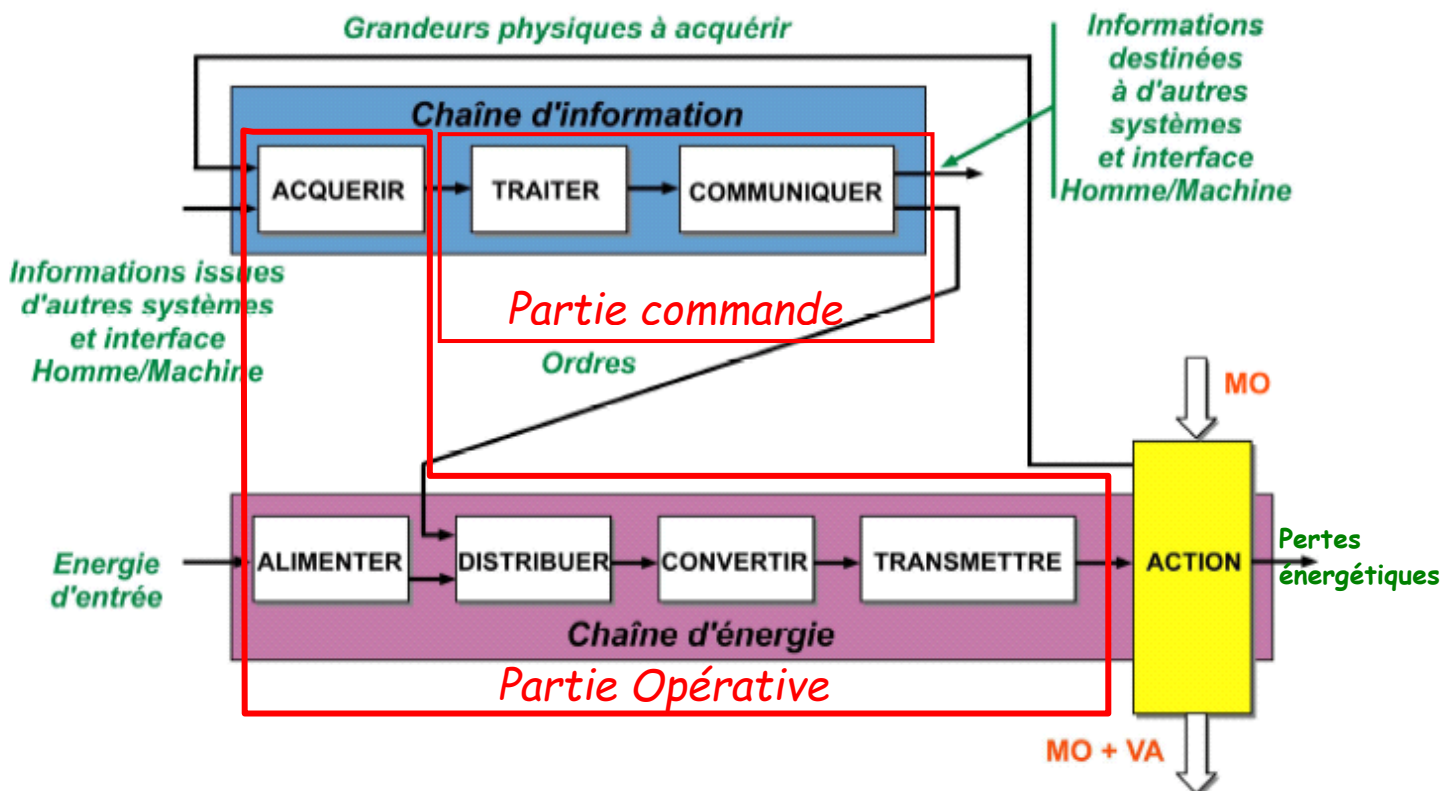 Grandeurs physiques à acquérir
Informations
destinées
à d'autres
systèmes
et interface
Homme/Machine
Chaîne d'information
ACQUERIR
TRAITER
COMMUNIQUER
Informations issues
d'autres systèmes
et interface
Homme/Machine
Partie commande
Ordres
MO
Energie
d'entrée
ALIMENTER
DISTRIBUER
CONVERTIR
TRANSMETTRE
ACTION
Pertes
énergétiques
Chaîne d'énergie
Partie Opérative
MO + VA